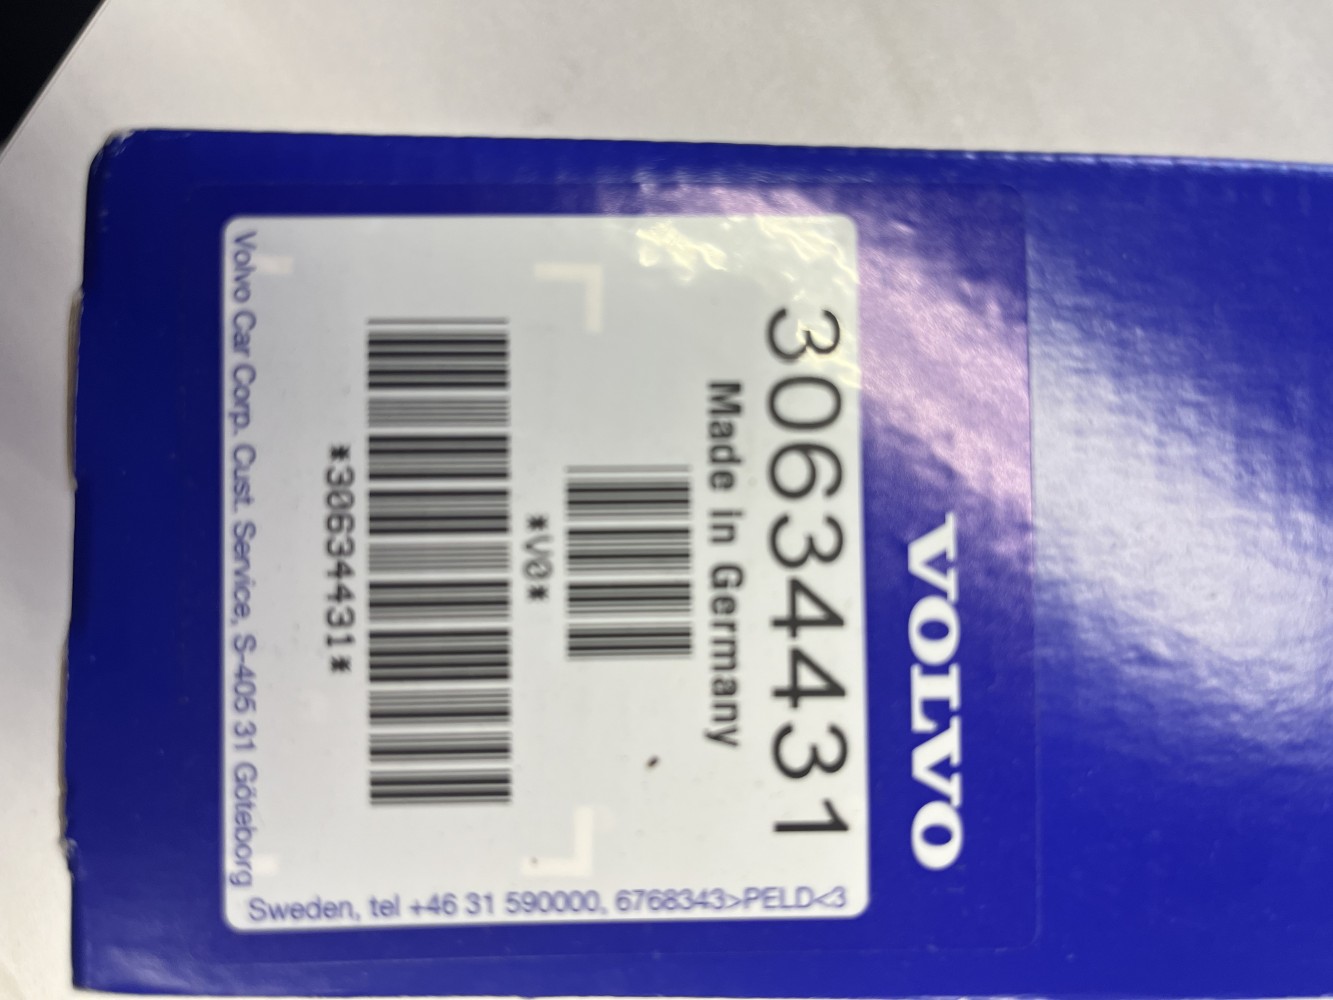 VOLVO
30634431
Made in Germany
*V0*
*30634431*
Volvo Car Corp. Cust. Service, S-405 31 Göteborg
Sweden, tel +46 31 590000, 6768343>PELD<3